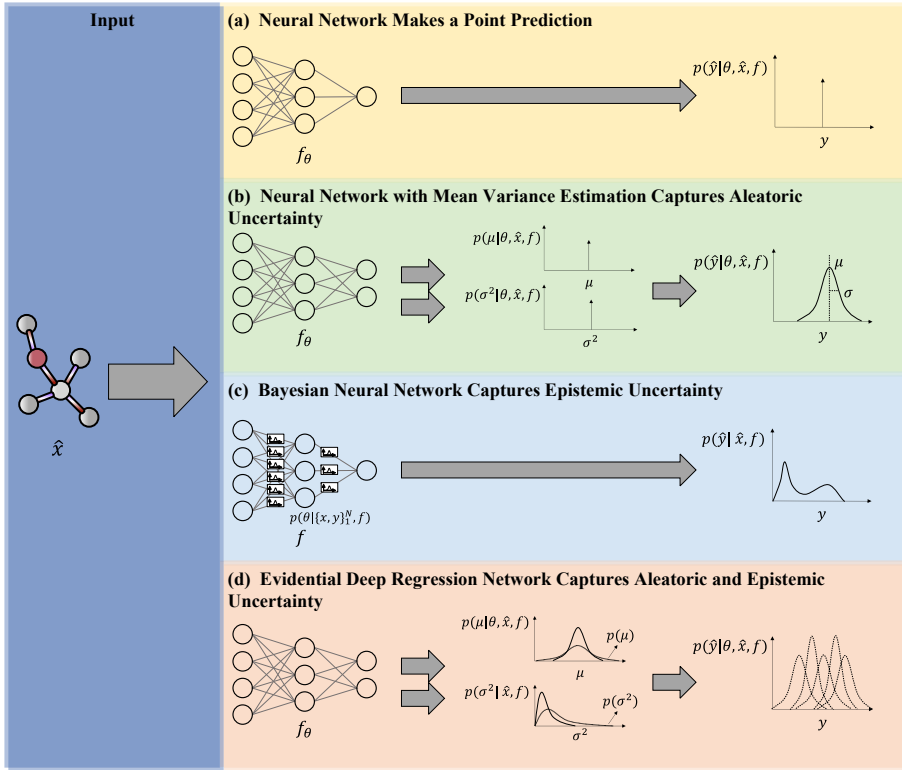 Input
x̂
(a) Neural Network Makes a Point Prediction
f_θ
p(ŷ|θ, x̂, f)
y
(b) Neural Network with Mean Variance Estimation Captures Aleatoric
Uncertainty
f_θ
p(μ|θ, x̂, f)
μ
p(σ²|θ, x̂, f)
σ²
p(ŷ|θ, x̂, f)
μ
σ
y
(c) Bayesian Neural Network Captures Epistemic Uncertainty
p(θ|{x, y}₁ᴺ, f)
f
p(ŷ| x̂, f)
y
(d) Evidential Deep Regression Network Captures Aleatoric and Epistemic
Uncertainty
f_θ
p(μ|θ, x̂, f)
p(μ)
μ
p(σ²| x̂, f)
p(σ²)
σ²
p(ŷ|θ, x̂, f)
y